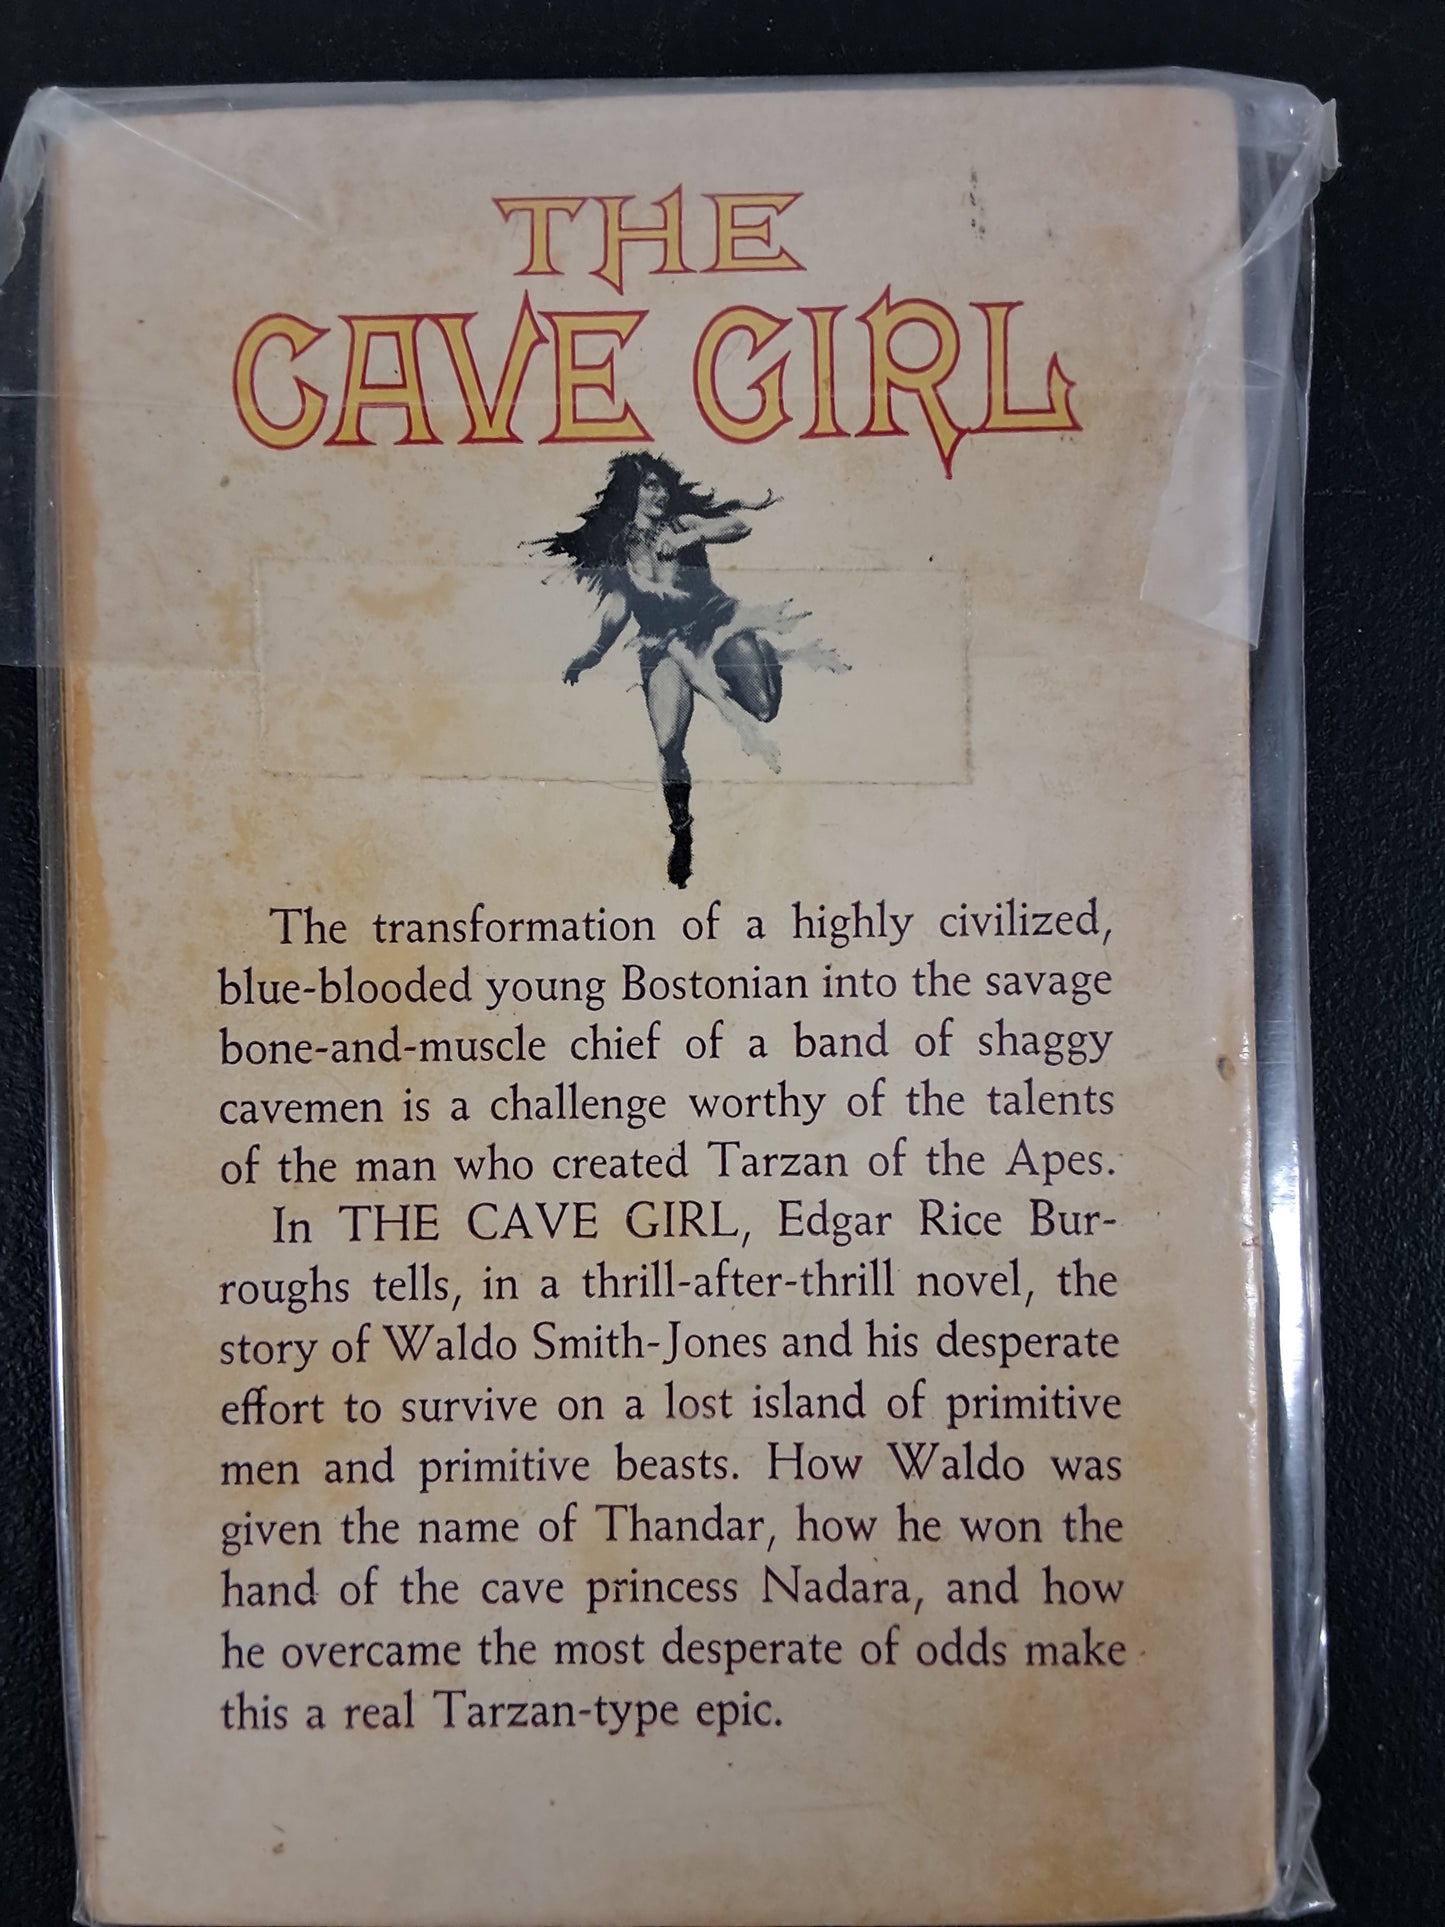 THE
CAVE GIRL
The transformation of a highly civilized,
blue-blooded young Bostonian into the savage
bone-and-muscle chief of a band of shaggy
cavemen is a challenge worthy of the talents
of the man who created Tarzan of the Apes.
In THE CAVE GIRL, Edgar Rice Bur-
roughs tells, in a thrill-after-thrill novel, the
story of Waldo Smith-Jones and his desperate
effort to survive on a lost island of primitive
men and primitive beasts. How Waldo was
given the name of Thandar, how he won the
hand of the cave princess Nadara, and how
he overcame the most desperate of odds make
this a real Tarzan-type epic.